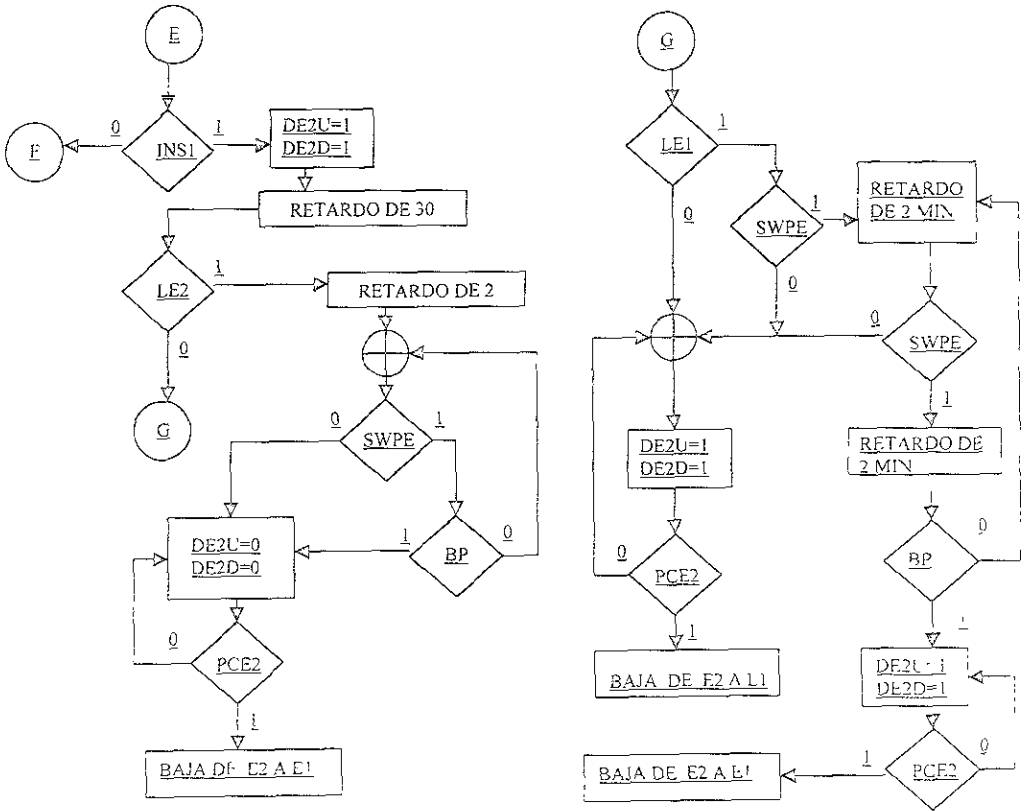 E
0
1
F
INS1
DE2U=1
DE2D=1
RETARDO DE 30
LE2
1
RETARDO DE 2
0
G
0
SWPE
1
DE2U=0
DE2D=0
1
BP
0
0
PCE2
1
BAJA DE E2 A E1
G
1
LE1
0
SWPE
1
RETARDO
DE 2 MIN
0
0
SWPE
1
DE2U=1
DE2D=1
RETARDO DE
2 MIN
0
PCE2
BP
0
1
BAJA DE E2 A
DE2U=1
DE2D=1
BAJA DE E2 A E1
1
PCE2
0